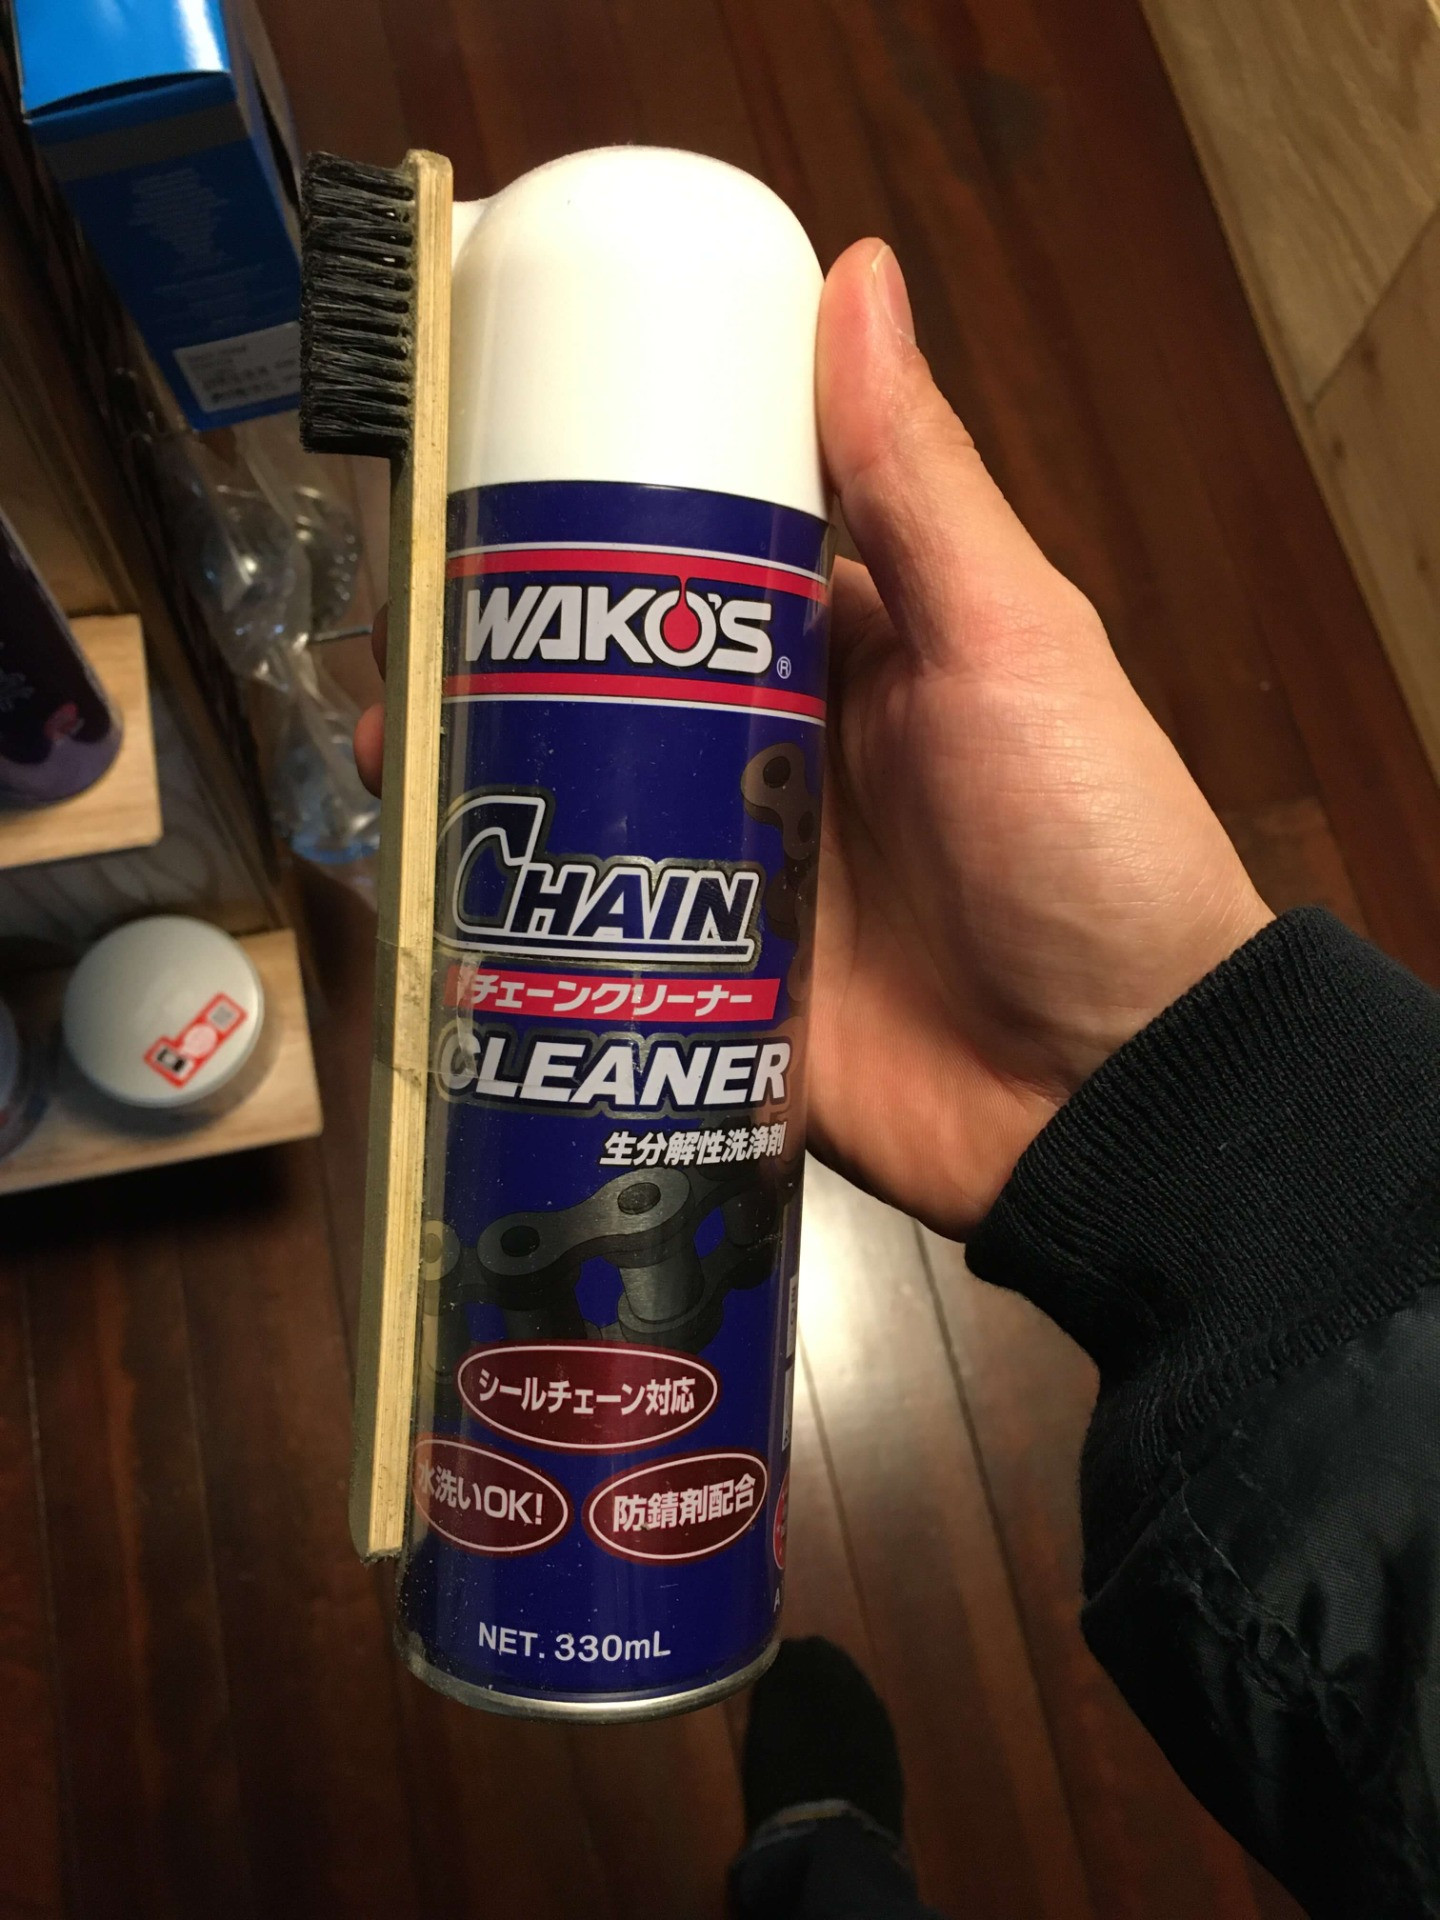 WAKO'S®
CHAIN
チェーンクリーナー
CLEANER
生分解性洗浄剤
シールチェーン対応
水洗いOK!
防錆剤配合
NET. 330mL